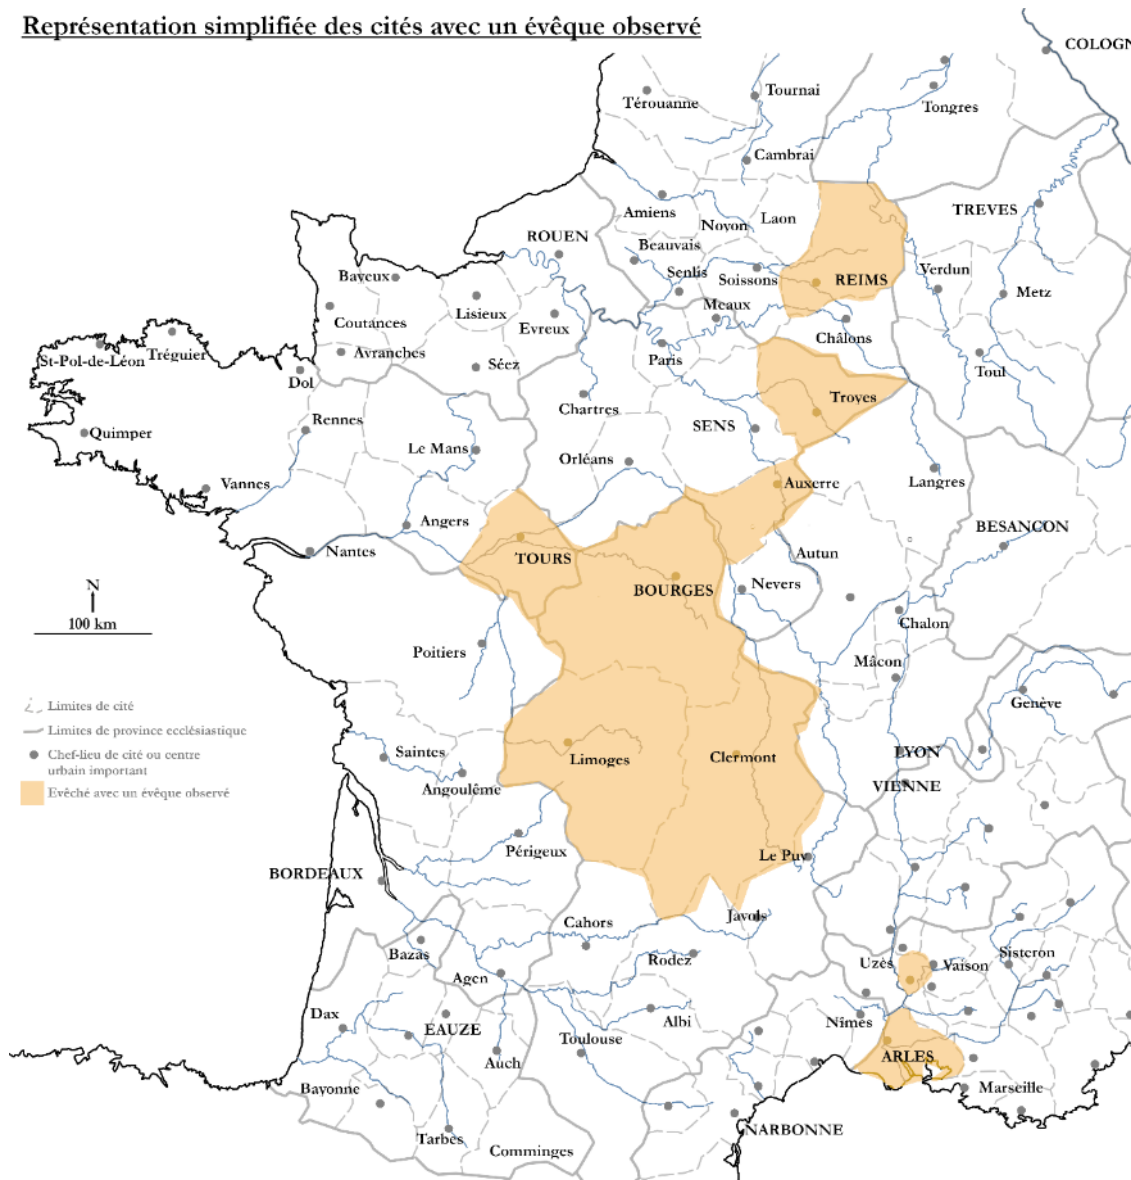 Représentation simplifiée des cités avec un évêque observé
COLOGN
Tournai
Térouanne
Tongres
Cambrai
TREVES
Amiens
Laon
Noyon
ROUEN
Beauvais
Bayeux
Senlis
Soissons
REIMS
Verdun
Metz
Lisieux
Meaux
Coutances
Evreux
Châlons
St-Pol-de-Léon
Tréguier
Avranches
Paris
Séez
Toul
Dol
Troyes
Chartres
Rennes
SENS
Quimper
Le Mans
Orléans
Auxerre
Langres
Vannes
Angers
BESANCON
Nantes
TOURS
Autun
BOURGES
Nevers
N
100 km
Chalon
Poitiers
Mâcon
Genève
Limites de cité
Limites de province ecclésiastique
Chef-lieu de cité ou centre
urbain important
Evêché avec un évêque observé
Saintes
Limoges
Clermont
LYON
Angoulême
VIENNE
Périgeux
Le Puy
BORDEAUX
Cahors
Javols
Bazas
Rodez
Uzès
Vaison
Sisteron
Agen
Dax
EAUZE
Albi
Nîmes
Toulouse
Auch
ARLES
Bayonne
Marseille
Tarbes
NARBONNE
Comminges